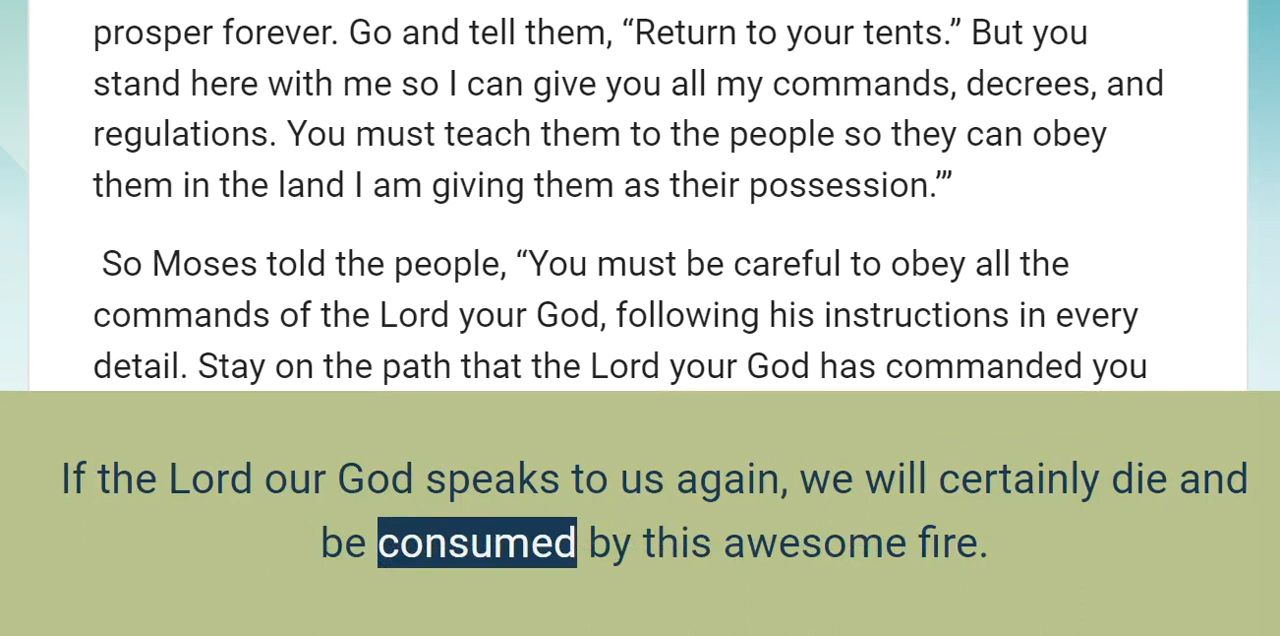 prosper forever. Go and tell them, “Return to your tents.” But you
stand here with me so I can give you all my commands, decrees, and
regulations. You must teach them to the people so they can obey
them in the land I am giving them as their possession.’”
So Moses told the people, “You must be careful to obey all the
commands of the Lord your God, following his instructions in every
detail. Stay on the path that the Lord your God has commanded you
If the Lord our God speaks to us again, we will certainly die and
be consumed by this awesome fire.